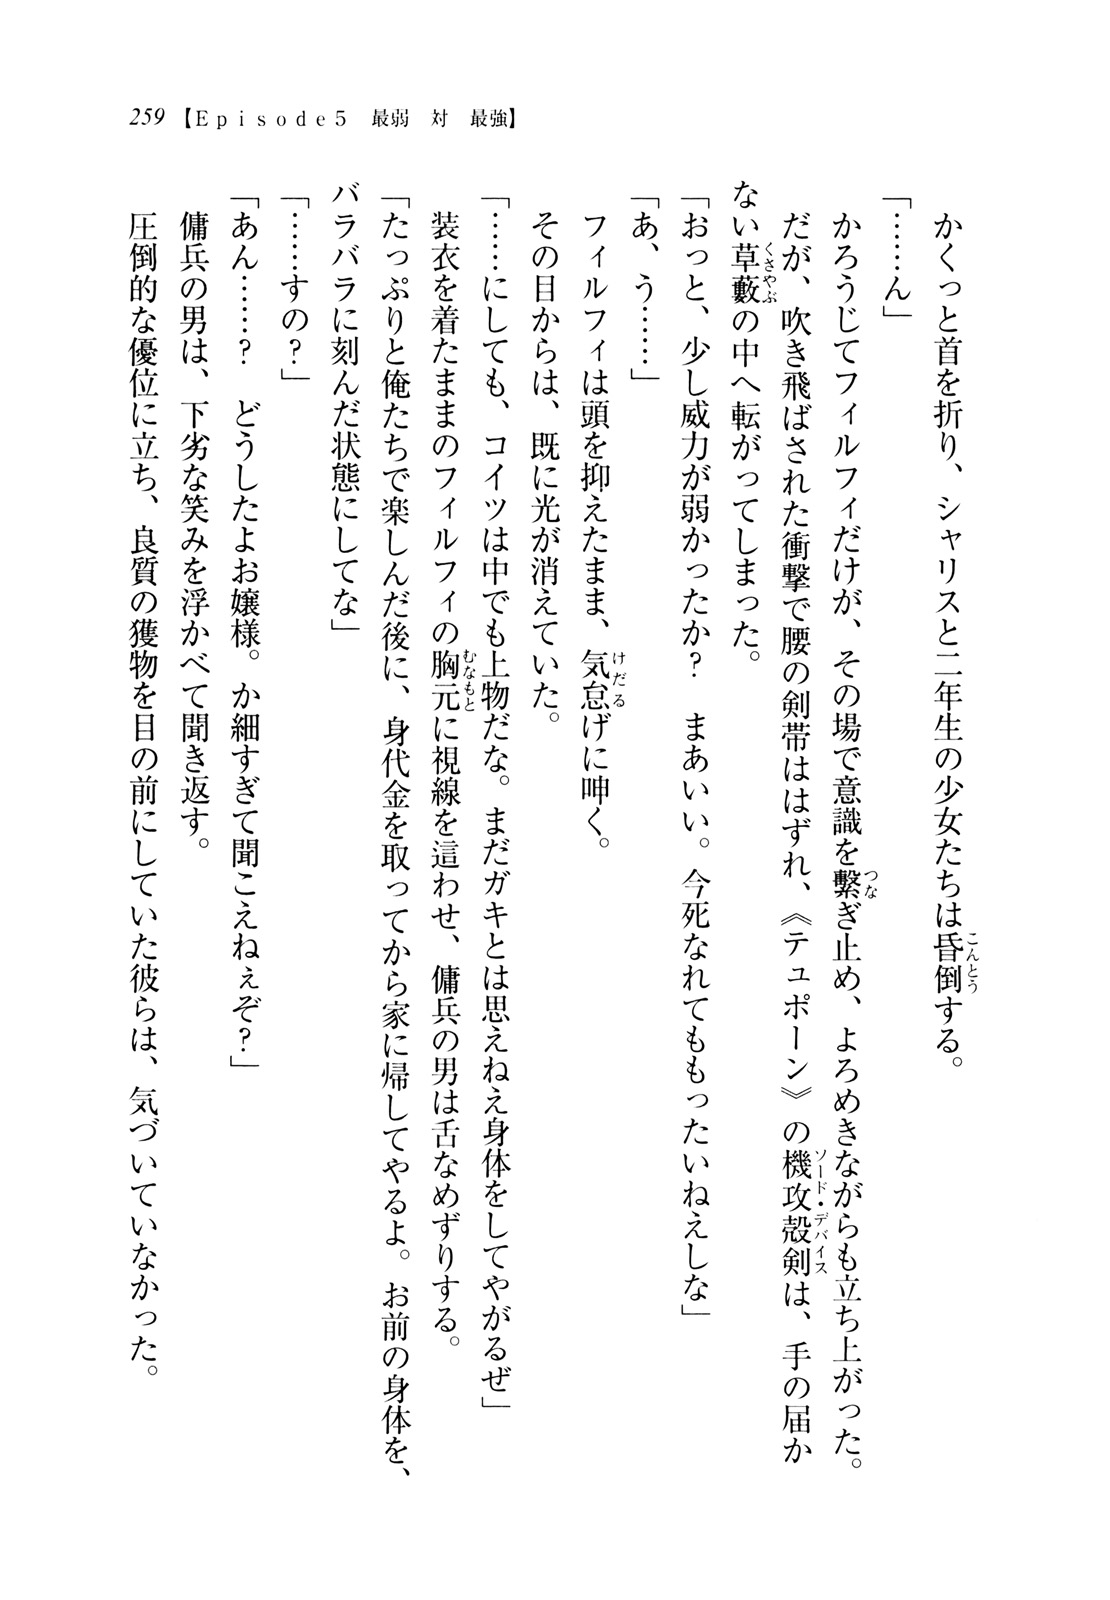 259 【Ｅｐｉｓｏｄｅ５　最弱　対　最強】
　かくっと首を折り、シャリスと二年生の少女たちは昏倒する。
「……ん」
　かろうじてフィルフィだけが、その場で意識を繫ぎ止め、よろめきながらも立ち上がった。
　だが、吹き飛ばされた衝撃で腰の剣帯ははずれ、《テュポーン》の機攻殻剣は、手の届か
ない草藪の中へ転がってしまった。
「おっと、少し威力が弱かったか？　まあいい。今死なれてももったいねえしな」
「あ、う……」
　フィルフィは頭を抑えたまま、気怠げに呻く。
　その目からは、既に光が消えていた。
「……にしても、コイツは中でも上物だな。まだガキとは思えねえ身体をしてやがるぜ」
　装衣を着たままのフィルフィの胸元に視線を這わせ、傭兵の男は舌なめずりする。
「たっぷりと俺たちで楽しんだ後に、身代金を取ってから家に帰してやるよ。お前の身体を、
バラバラに刻んだ状態にしてな」
「……すの？」
「あん……？　どうしたよお嬢様。か細すぎて聞こえねぇぞ？」
　傭兵の男は、下劣な笑みを浮かべて聞き返す。
　圧倒的な優位に立ち、良質の獲物を目の前にしていた彼らは、気づいていなかった。